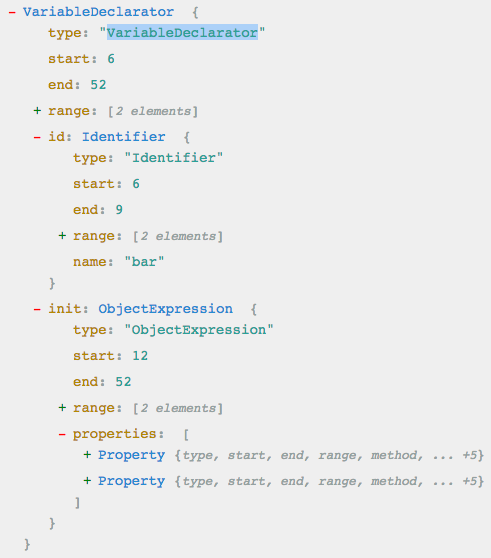 − VariableDeclarator {
type: "VariableDeclarator"
start: 6
end: 52
+ range: [2 elements]
− id: Identifier {
type: "Identifier"
start: 6
end: 9
+ range: [2 elements]
name: "bar"
}
− init: ObjectExpression {
type: "ObjectExpression"
start: 12
end: 52
+ range: [2 elements]
− properties: [
+ Property {type, start, end, range, method, ... +5}
+ Property {type, start, end, range, method, ... +5}
]
}
}